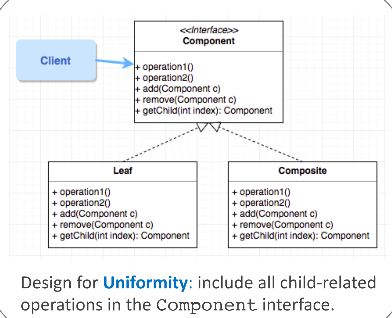 <<Interface>>
Component
Client
+ operation1()
+ operation2()
+ add(Component c)
+ remove(Component c)
+ getChild(int index): Component
Leaf
+ operation1()
+ operation2()
+ add(Component c)
+ remove(Component c)
+ getChild(int index): Component
Composite
+ operation1()
+ operation2()
+ add(Component c)
+ remove(Component c)
+ getChild(int index): Component
Design for Uniformity: include all child-related
operations in the Component interface.